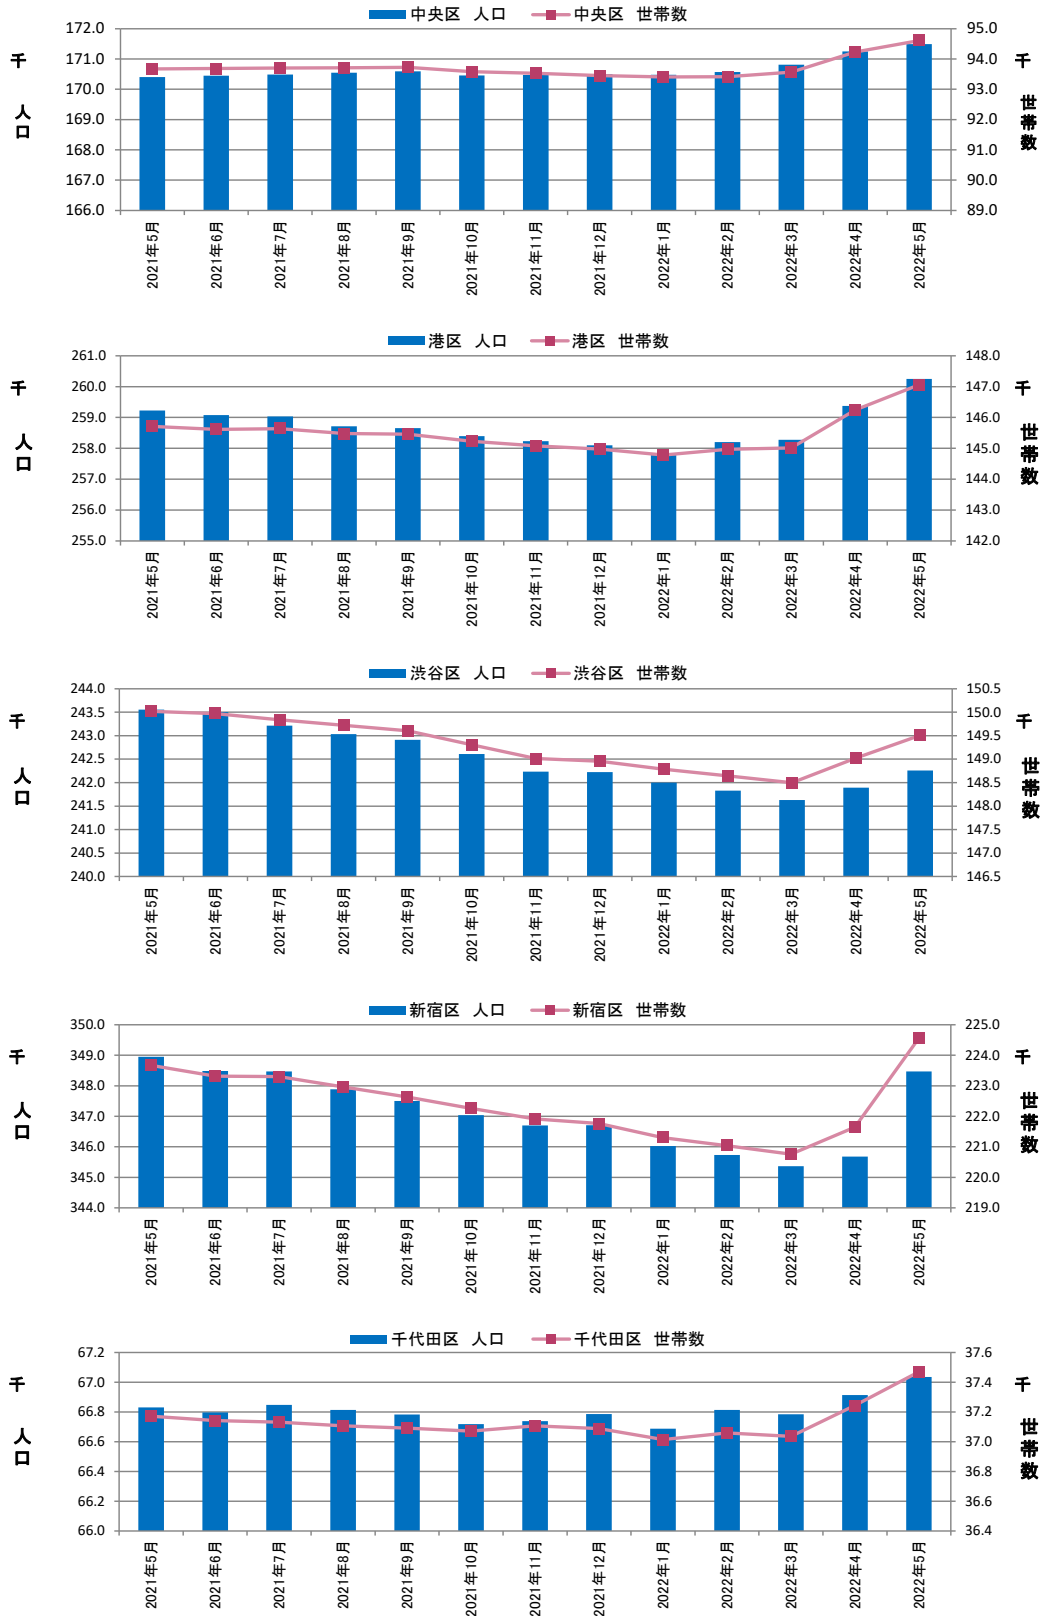 中央区　人口　中央区　世帯数
千
人口
172.0
171.0
170.0
169.0
168.0
167.0
166.0
95.0
94.0
93.0
92.0
91.0
90.0
89.0
千
世帯数
2021年5月
2021年6月
2021年7月
2021年8月
2021年9月
2021年10月
2021年11月
2021年12月
2022年1月
2022年2月
2022年3月
2022年4月
2022年5月
港区　人口　港区　世帯数
千
人口
261.0
260.0
259.0
258.0
257.0
256.0
255.0
148.0
147.0
146.0
145.0
144.0
143.0
142.0
千
世帯数
2021年5月
2021年6月
2021年7月
2021年8月
2021年9月
2021年10月
2021年11月
2021年12月
2022年1月
2022年2月
2022年3月
2022年4月
2022年5月
渋谷区　人口　渋谷区　世帯数
千
人口
244.0
243.5
243.0
242.5
242.0
241.5
241.0
240.5
240.0
150.5
150.0
149.5
149.0
148.5
148.0
147.5
147.0
146.5
千
世帯数
2021年5月
2021年6月
2021年7月
2021年8月
2021年9月
2021年10月
2021年11月
2021年12月
2022年1月
2022年2月
2022年3月
2022年4月
2022年5月
新宿区　人口　新宿区　世帯数
千
人口
350.0
349.0
348.0
347.0
346.0
345.0
344.0
225.0
224.0
223.0
222.0
221.0
220.0
219.0
千
世帯数
2021年5月
2021年6月
2021年7月
2021年8月
2021年9月
2021年10月
2021年11月
2021年12月
2022年1月
2022年2月
2022年3月
2022年4月
2022年5月
千代田区　人口　千代田区　世帯数
千
人口
67.2
67.0
66.8
66.6
66.4
66.2
66.0
37.6
37.4
37.2
37.0
36.8
36.6
36.4
千
世帯数
2021年5月
2021年6月
2021年7月
2021年8月
2021年9月
2021年10月
2021年11月
2021年12月
2022年1月
2022年2月
2022年3月
2022年4月
2022年5月